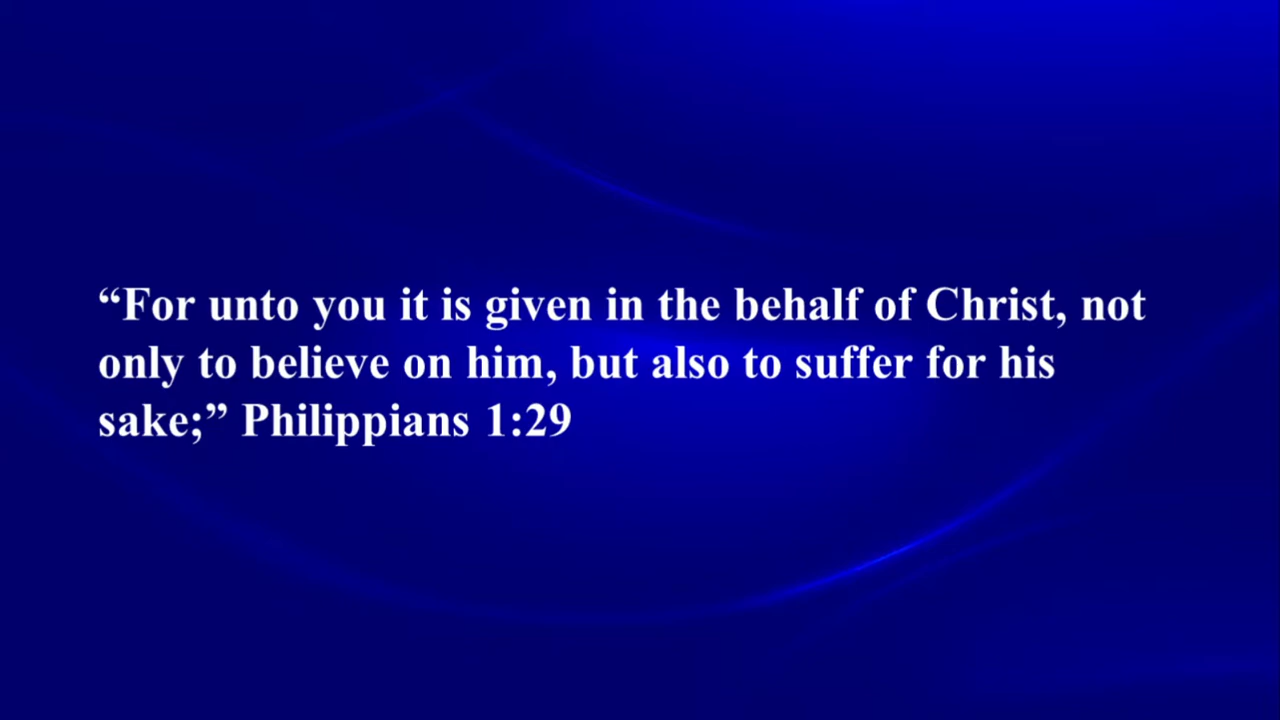 “For unto you it is given in the behalf of Christ, not
only to believe on him, but also to suffer for his
sake;” Philippians 1:29